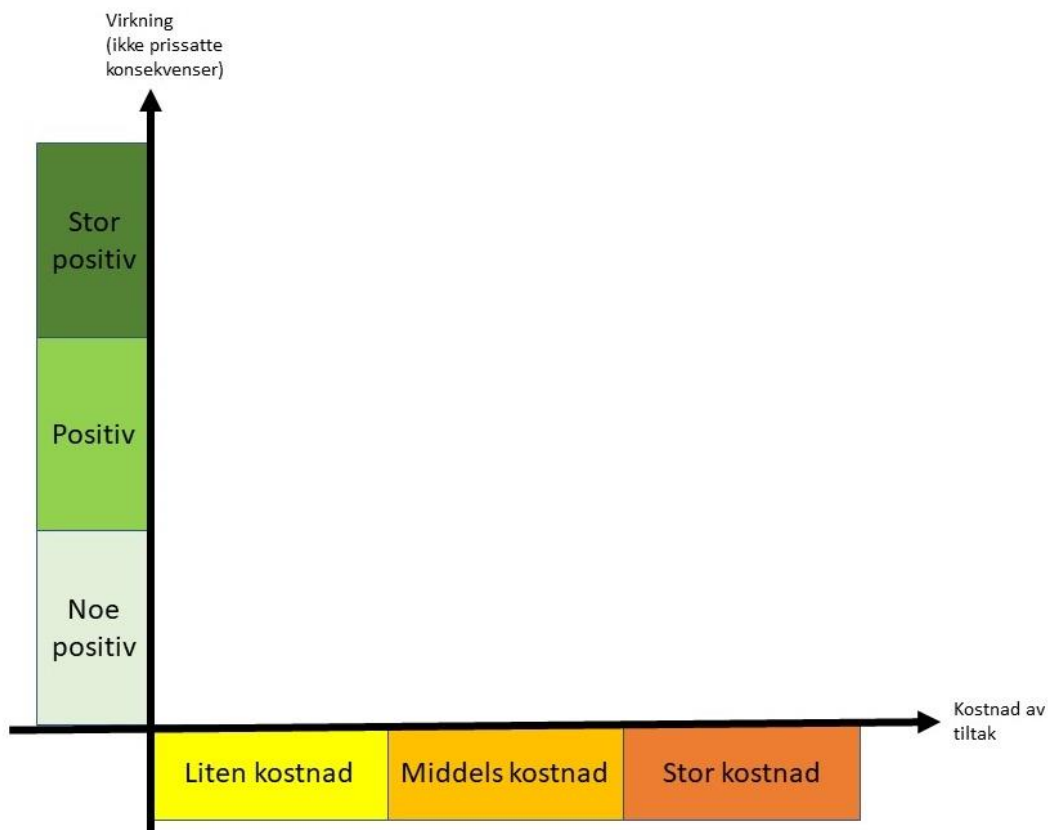 Virkning
(ikke prissatte
konsekvenser)
Stor
positiv
Positiv
Noe
positiv
Kostnad av
tiltak
Liten kostnad
Middels kostnad
Stor kostnad